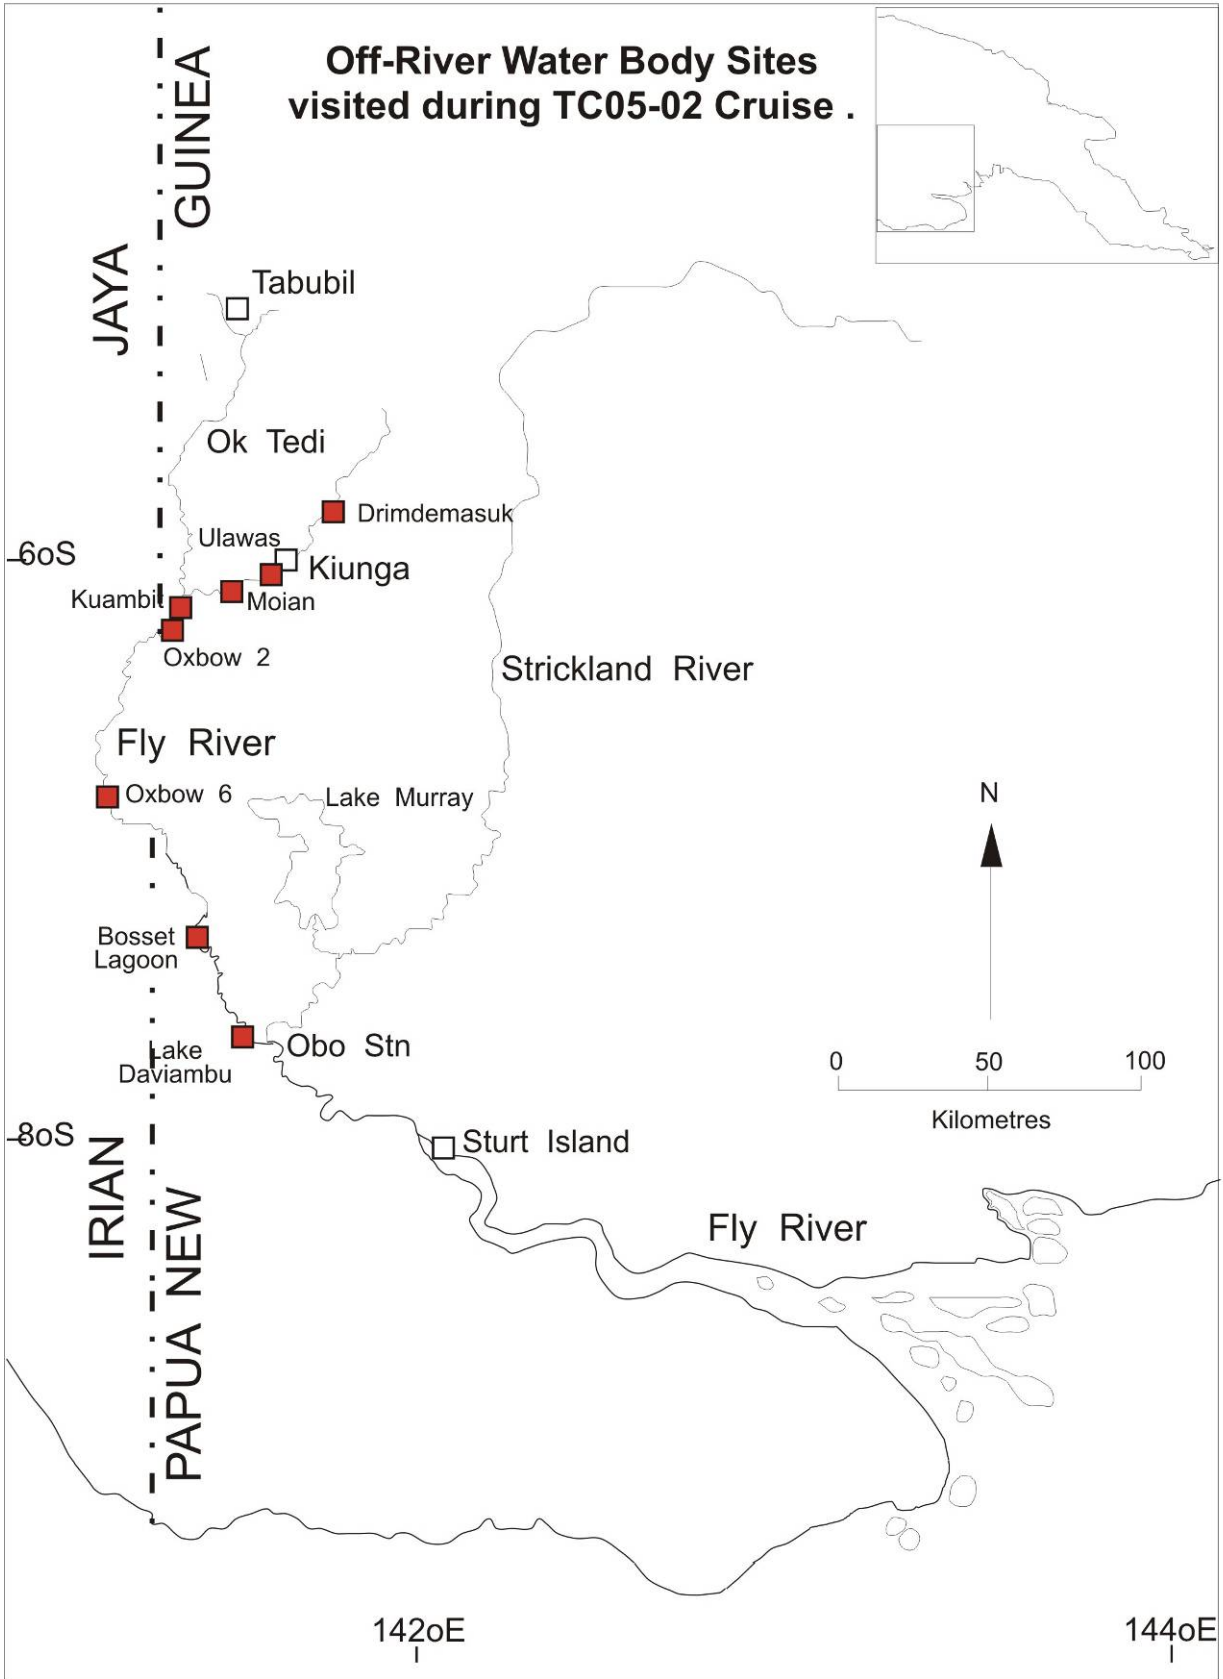 Off-River Water Body Sites
visited during TC05-02 Cruise .
GUINEA
JAYA
Tabubil
Ok Tedi
Drimdemasuk
Ulawas
6oS
Kiunga
Kuambit
Moian
Oxbow 2
Strickland River
Fly River
Oxbow 6
Lake Murray
N
Bosset
Lagoon
Obo Stn
Lake
Daviambu
0 50 100
Kilometres
8oS
Sturt Island
IRIAN
PAPUA NEW
Fly River
142oE
144oE